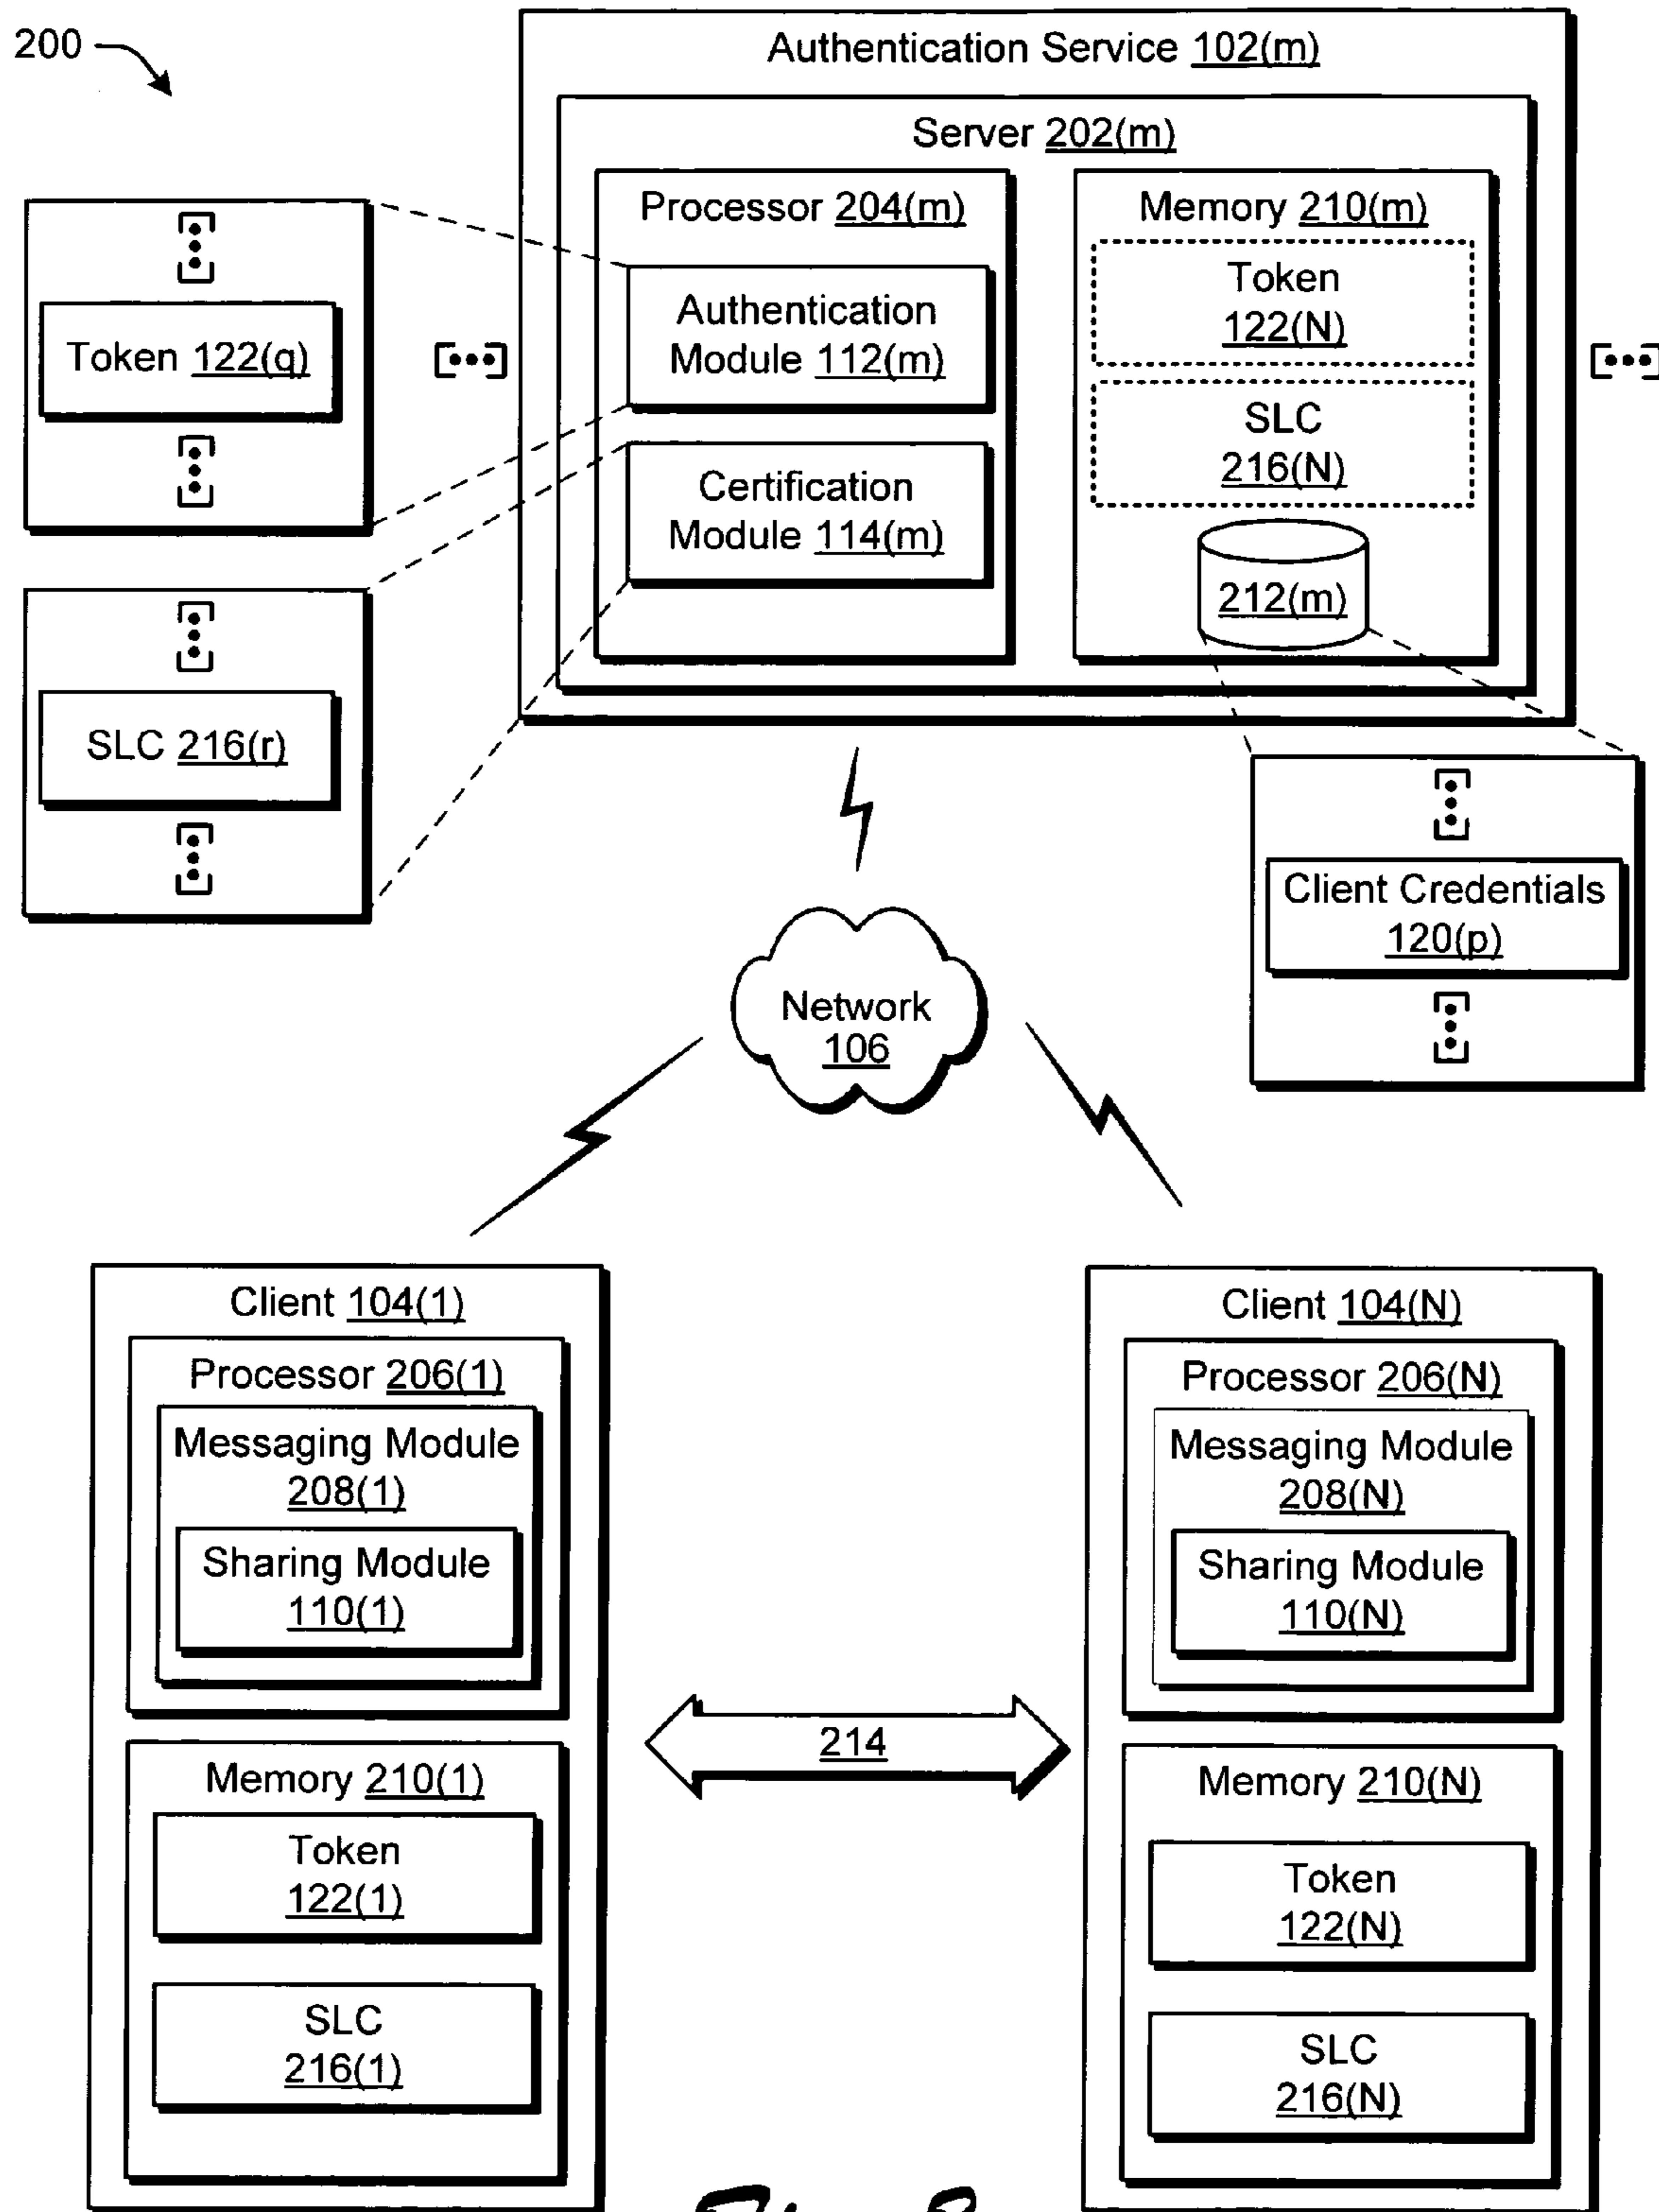 200
Authentication Service 102(m)
Server 202(m)
Processor 204(m)
Authentication
Module 112(m)
Certification
Module 114(m)
Memory 210(m)
Token
122(N)
SLC
216(N)
212(m)
Token 122(q)
SLC 216(r)
Client Credentials
120(p)
Network
106
Client 104(1)
Processor 206(1)
Messaging Module
208(1)
Sharing Module
110(1)
Memory 210(1)
Token
122(1)
SLC
216(1)
214
Client 104(N)
Processor 206(N)
Messaging Module
208(N)
Sharing Module
110(N)
Memory 210(N)
Token
122(N)
SLC
216(N)